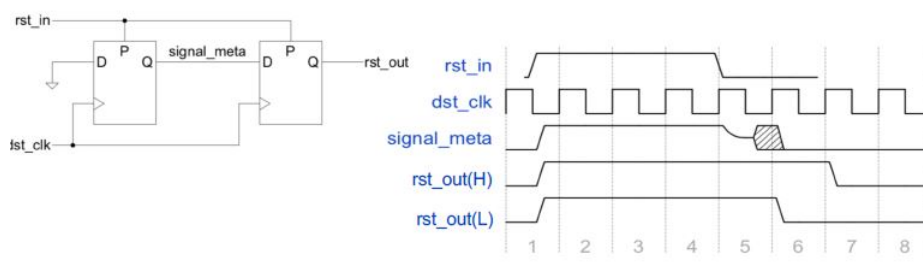 rst_in
P
P
D
Q
signal_meta
D
Q
rst_out
dst_clk
rst_in
dst_clk
signal_meta
rst_out(H)
rst_out(L)
1 2 3 4 5 6 7 8